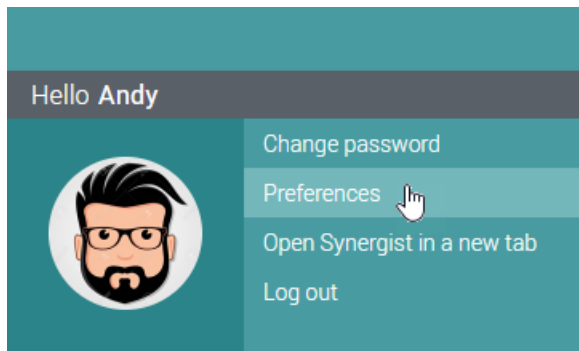 Hello Andy
Change password
Preferences
Open Synergist in a new tab
Log out